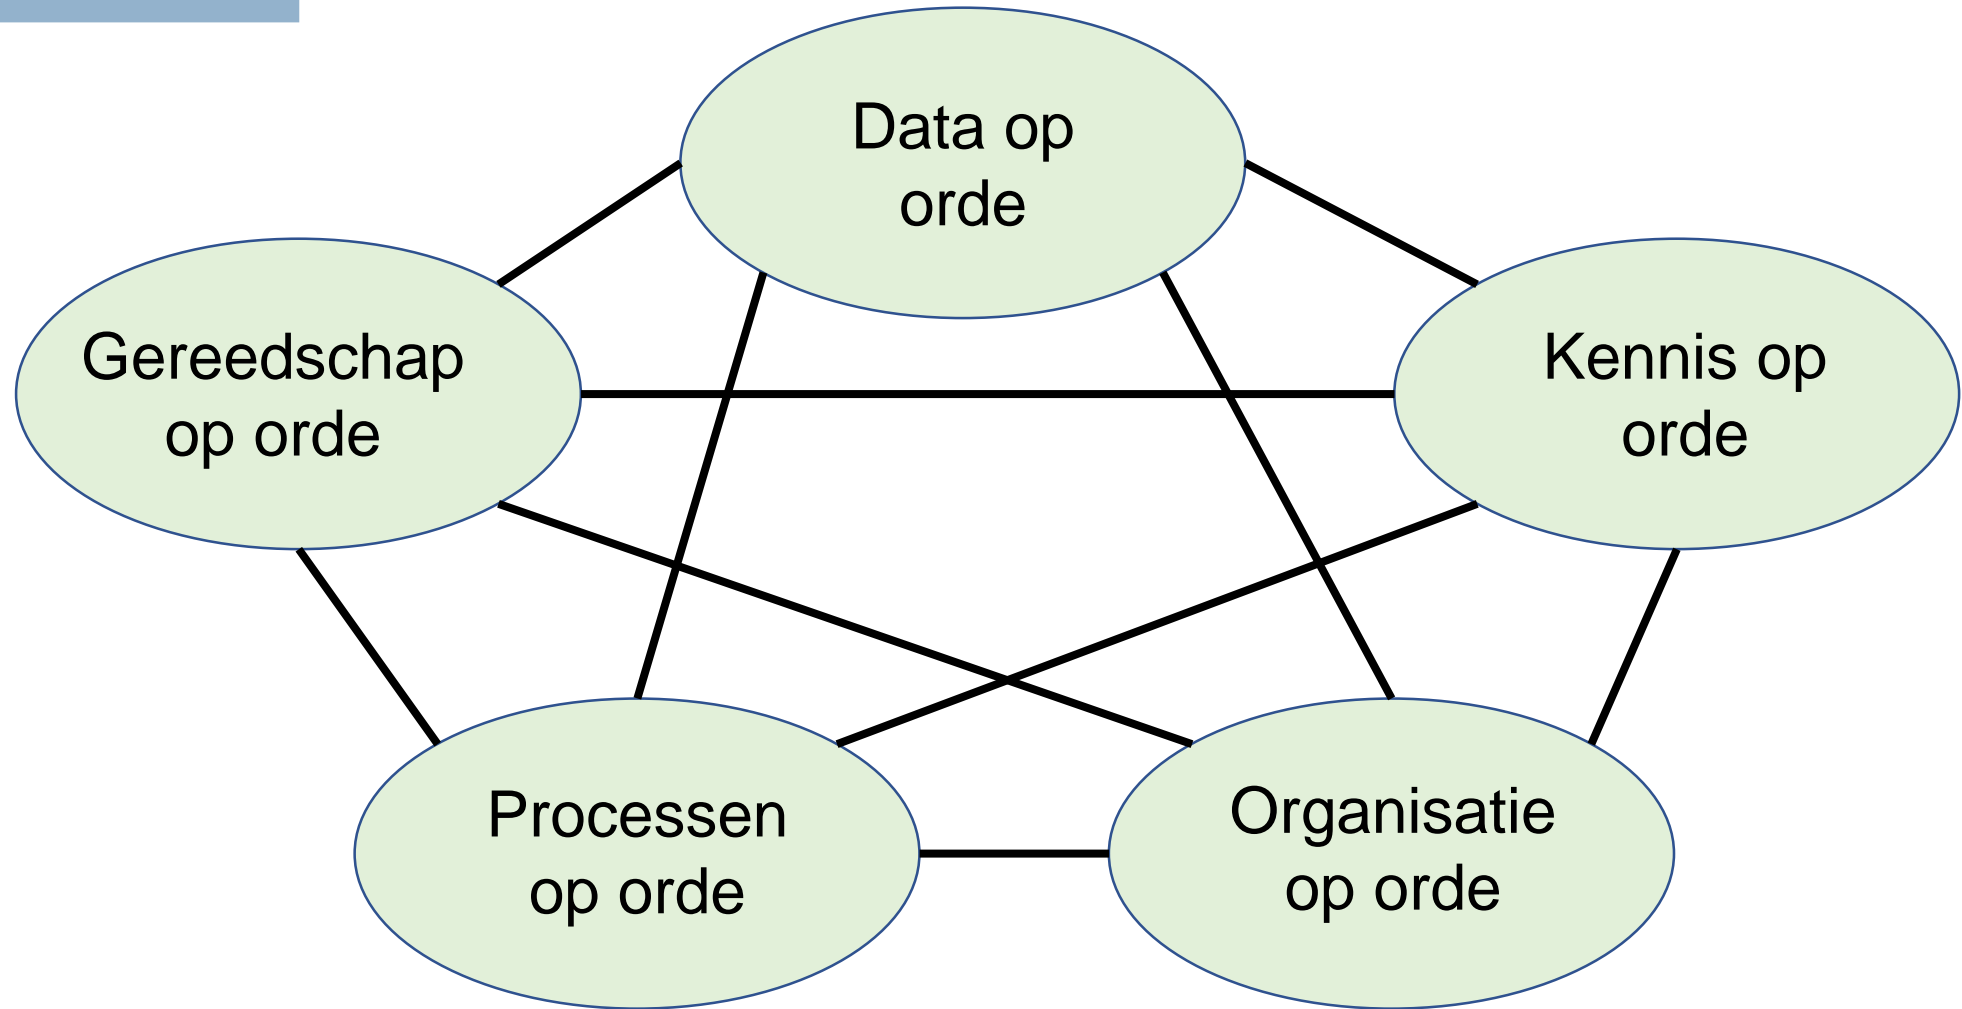 Data op
orde
Gereedschap
op orde
Kennis op
orde
Processen
op orde
Organisatie
op orde